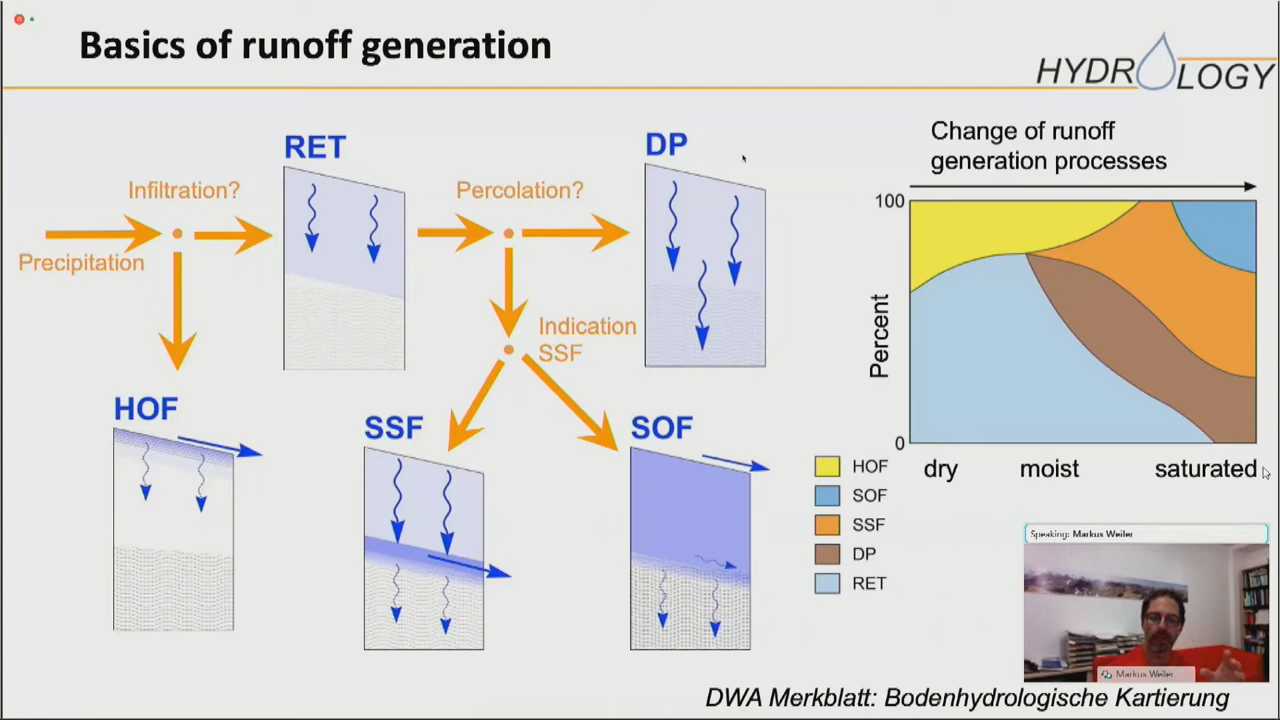 Basics of runoff generation
HYDROLOGY
RET
DP
Infiltration?
Percolation?
Precipitation
Indication
SSF
HOF
SSF
SOF
Change of runoff
generation processes
100
Percent
0
dry moist saturated
HOF
SOF
SSF
DP
RET
Speaking: Markus Weiler
Markus Weiler
DWA Merkblatt: Bodenhydrologische Kartierung